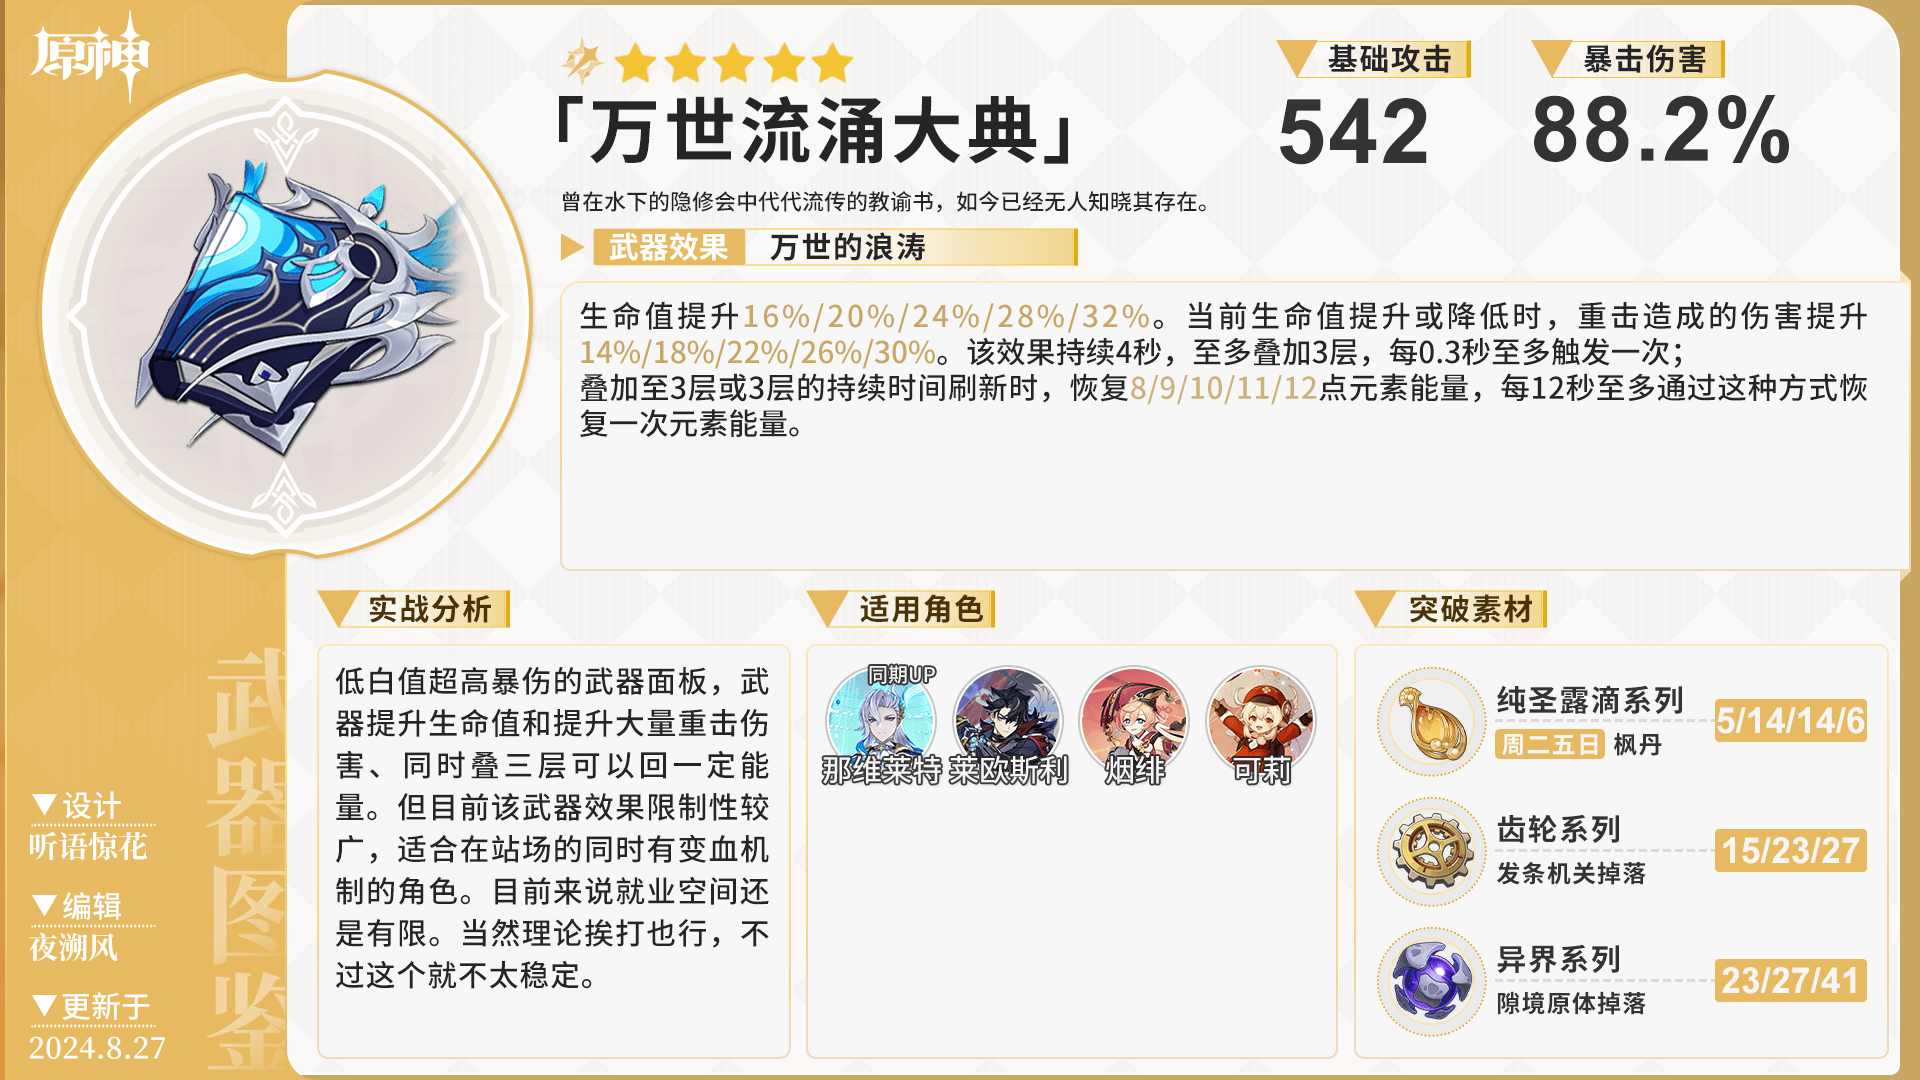 原神
「万世流涌大典」
曾在水下的隐修会中代代流传的教谕书，如今已经无人知晓其存在。
基础攻击
542
暴击伤害
88.2%
武器效果 万世的浪涛
生命值提升16%/20%/24%/28%/32%。当前生命值提升或降低时，重击造成的伤害提升
14%/18%/22%/26%/30%。该效果持续4秒，至多叠加3层，每0.3秒至多触发一次；
叠加至3层或3层的持续时间刷新时，恢复8/9/10/11/12点元素能量，每12秒至多通过这种方式恢
复一次元素能量。
实战分析
低白值超高暴伤的武器面板，武
器提升生命值和提升大量重击伤
害、同时叠三层可以回一定能
量。但目前该武器效果限制性较
广，适合在站场的同时有变血机
制的角色。目前来说就业空间还
是有限。当然理论挨打也行，不
过这个就不太稳定。
适用角色
同期UP
那维莱特 莱欧斯利 烟绯 可莉
突破素材
纯圣露滴系列
周二五日 枫丹
5/14/14/6
齿轮系列
发条机关掉落
15/23/27
异界系列
隙境原体掉落
23/27/41
武器图鉴
▼设计
听语惊花
▼编辑
夜溯风
▼更新于
2024.8.27